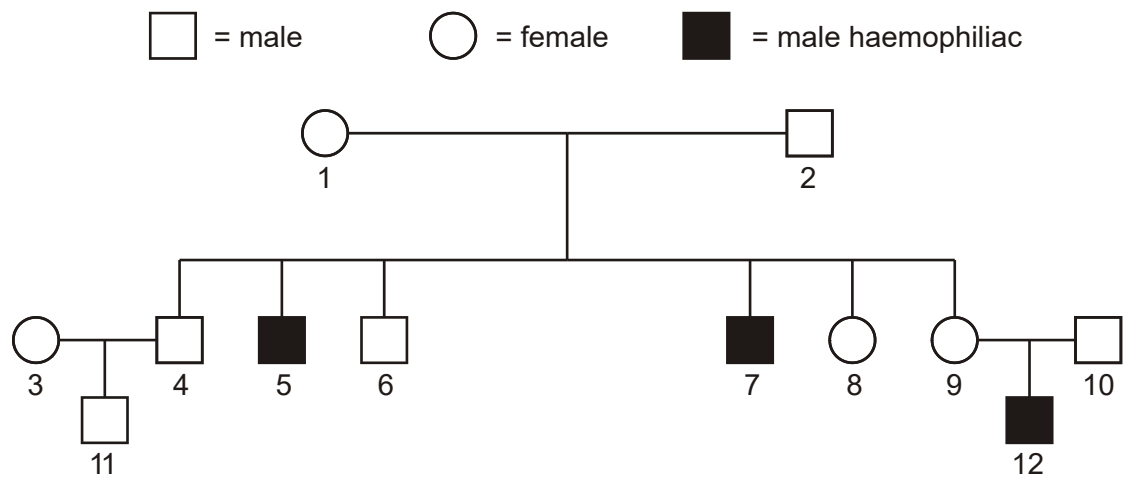 = male = female = male haemophiliac
1 2
3 4 5 6 7 8 9 10
11 12